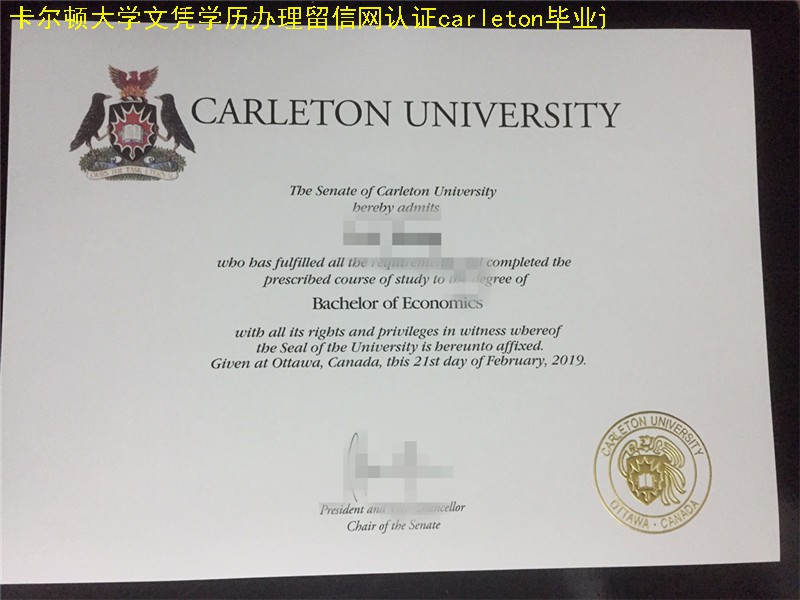 卡尔顿大学文凭学历办理留信网认证carleton毕业
CARLETON UNIVERSITY
The Senate of Carleton University
hereby admits
who has fulfilled all the completed the
prescribed course of study to degree of
Bachelor of Economics
with all its rights and privileges in witness whereof
the Seal of the University is hereunto affixed.
Given at Ottawa, Canada, this 21st day of February, 2019.
President and
Chair of the Senate
CARLETON UNIVERSITY
OTTAWA · CANADA